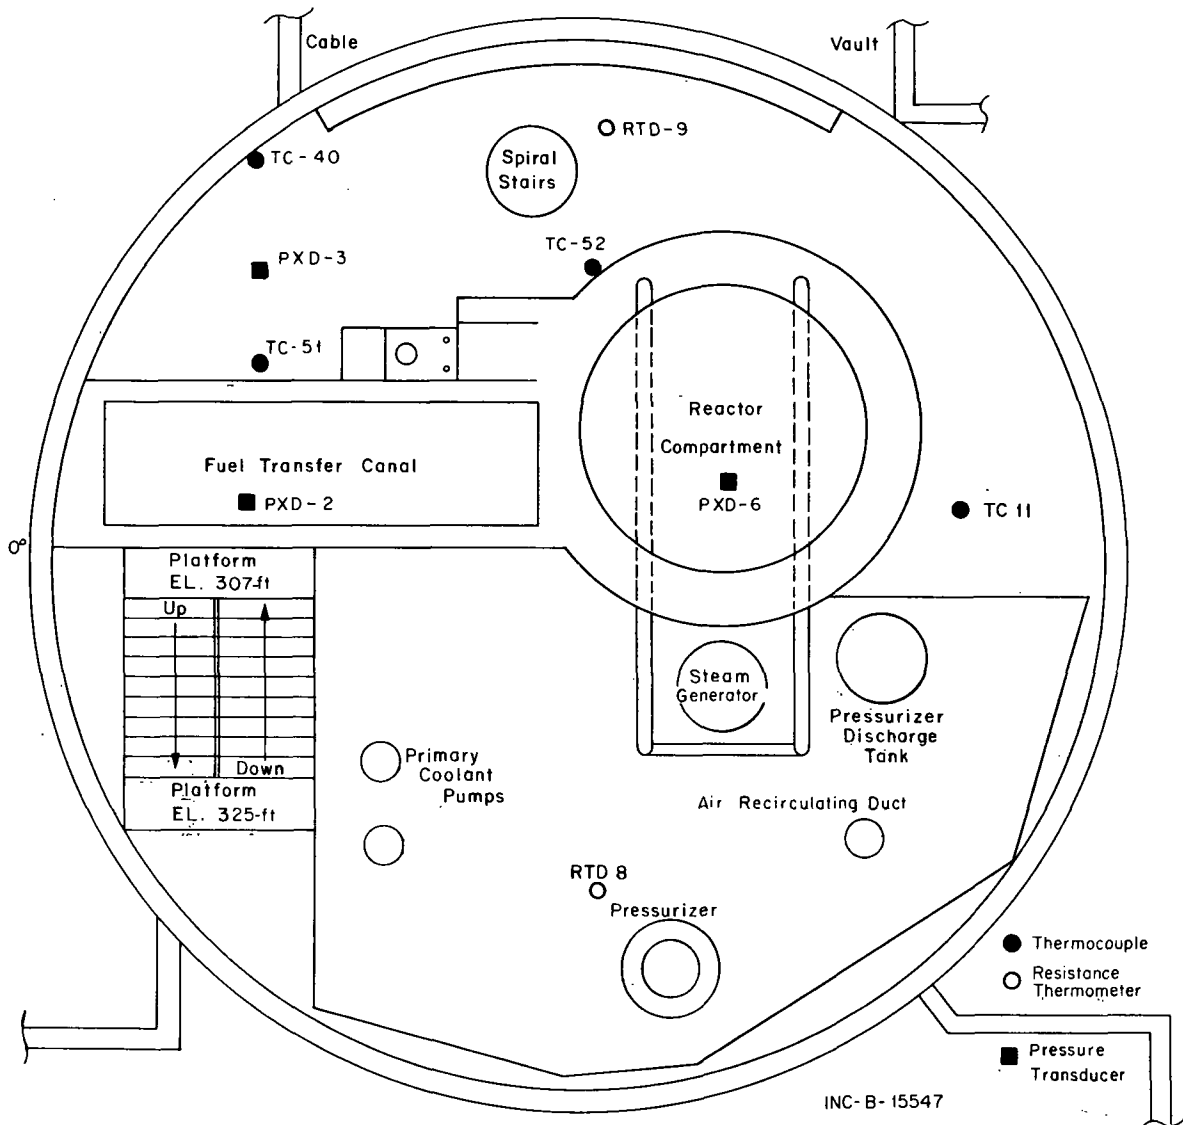 Cable
Vault
RTD-9
TC-40
Spiral
Stairs
TC-52
PXD-3
TC-51
Reactor
Compartment
Fuel Transfer Canal
PXD-2
PXD-6
TC 11
0°
Platform
EL. 307-ft
Up
Steam
Generator
Pressurizer
Discharge
Tank
Primary
Coolant
Pumps
Down
Platform
EL. 325-ft
Air Recirculating Duct
RTD 8
Pressurizer
Thermocouple
Resistance
Thermometer
Pressure
Transducer
INC-B-15547